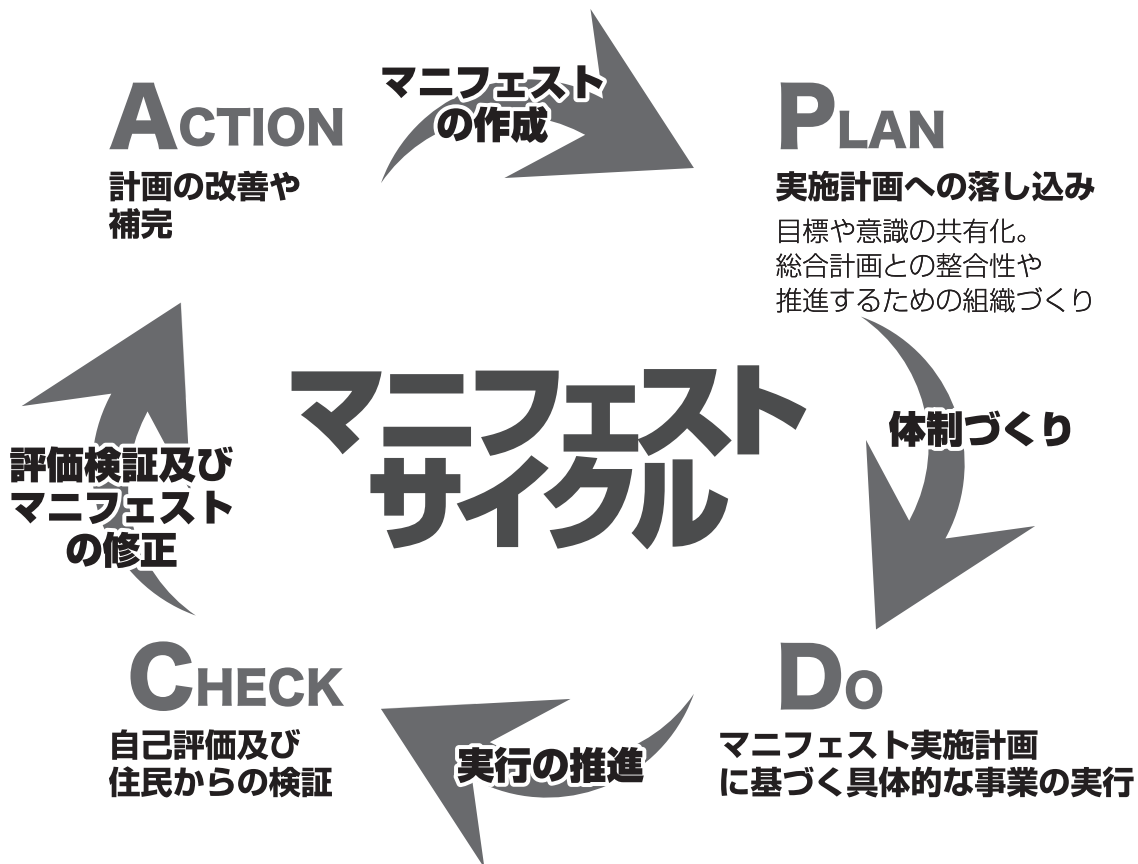 マニフェスト
の作成
ACTION
計画の改善や
補完
PLAN
実施計画への落し込み
目標や意識の共有化。
総合計画との整合性や
推進するための組織づくり
マニフェスト
サイクル
体制づくり
評価検証及び
マニフェスト
の修正
CHECK
自己評価及び
住民からの検証
実行の推進
DO
マニフェスト実施計画
に基づく具体的な事業の実行